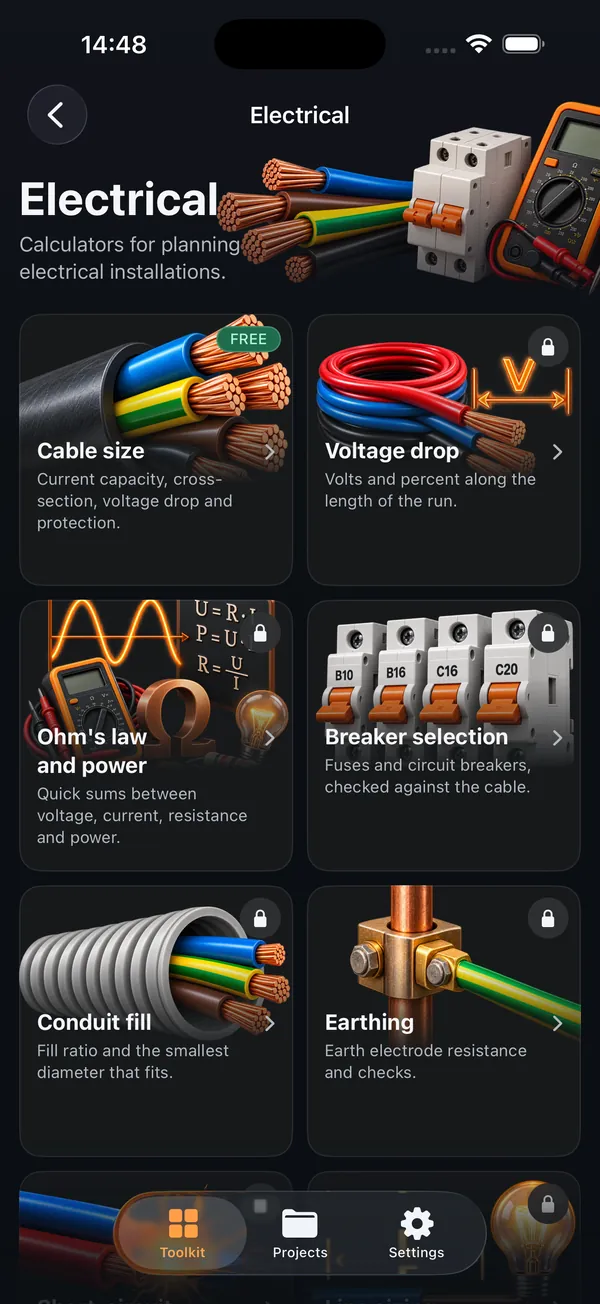 14:48
Electrical
Electrical
Calculators for planning
electrical installations.
FREE
V
Cable size
Current capacity, cross-
section, voltage drop and
protection.
Voltage drop
Volts and percent along the
length of the run.
U=R·I
P=U·
R=U/I
Ω
Ohm's law
and power
Quick sums between
voltage, current, resistance
and power.
B10
B16
C16
C20
Breaker selection
Fuses and circuit breakers,
checked against the cable.
Conduit fill
Fill ratio and the smallest
diameter that fits.
Earthing
Earth electrode resistance
and checks.
Toolkit
Projects
Settings